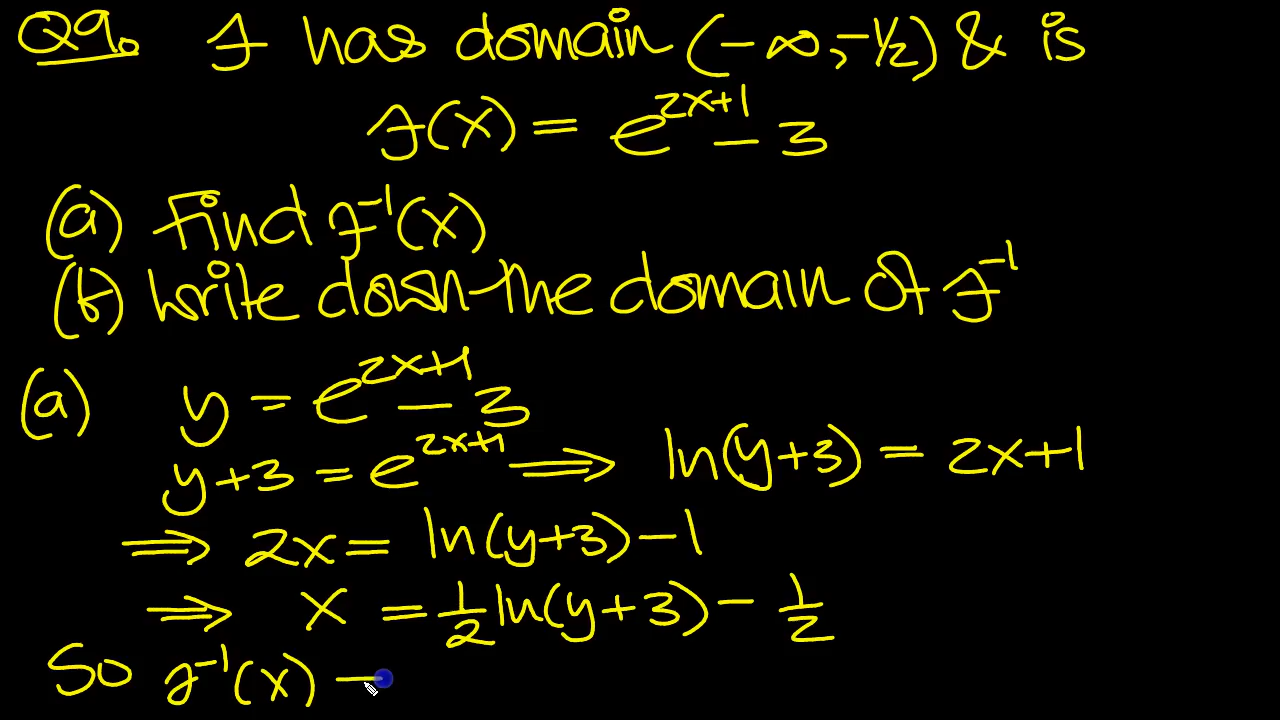 Q9. f has domain (-∞,-1/2) & is
f(x) = e^{2x+1} - 3
(a) Find f^{-1}(x)
(b) Write down the domain of f^{-1}
(a) y = e^{2x+1} - 3
y+3 = e^{2x+1} ⟹ ln(y+3) = 2x+1
⟹ 2x = ln(y+3)-1
⟹ x = 1/2 ln(y+3) - 1/2
So f^{-1}(x) -